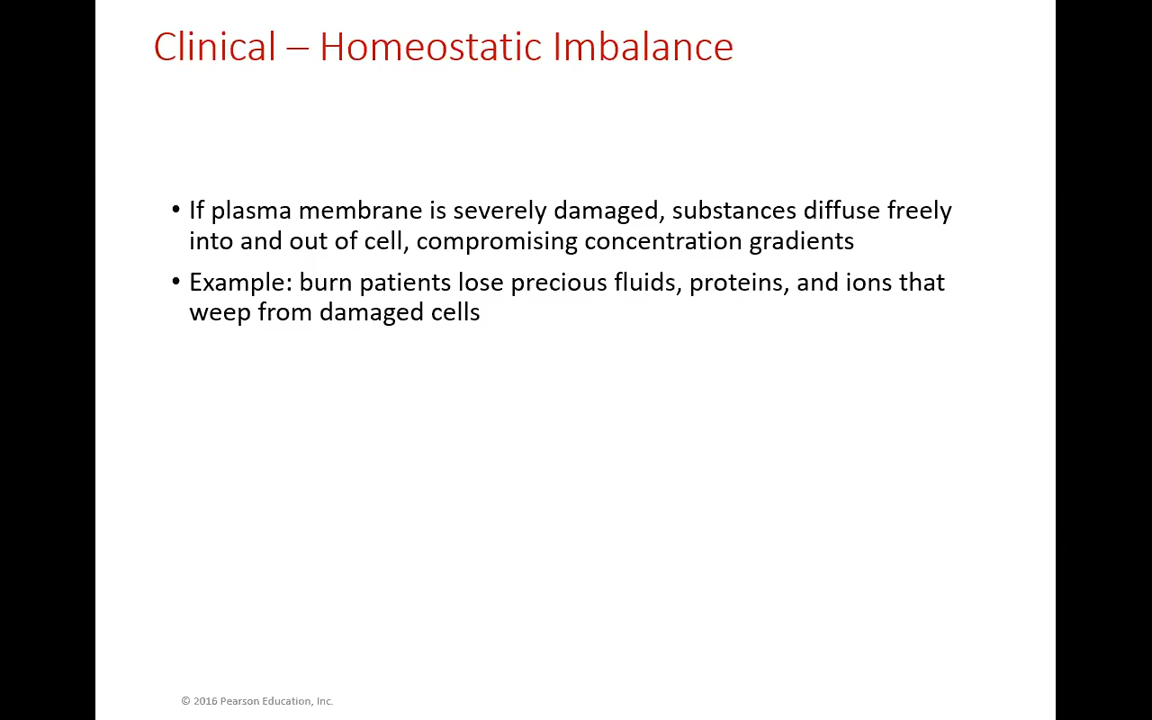 Clinical – Homeostatic Imbalance
• If plasma membrane is severely damaged, substances diffuse freely
into and out of cell, compromising concentration gradients
• Example: burn patients lose precious fluids, proteins, and ions that
weep from damaged cells
© 2016 Pearson Education, Inc.